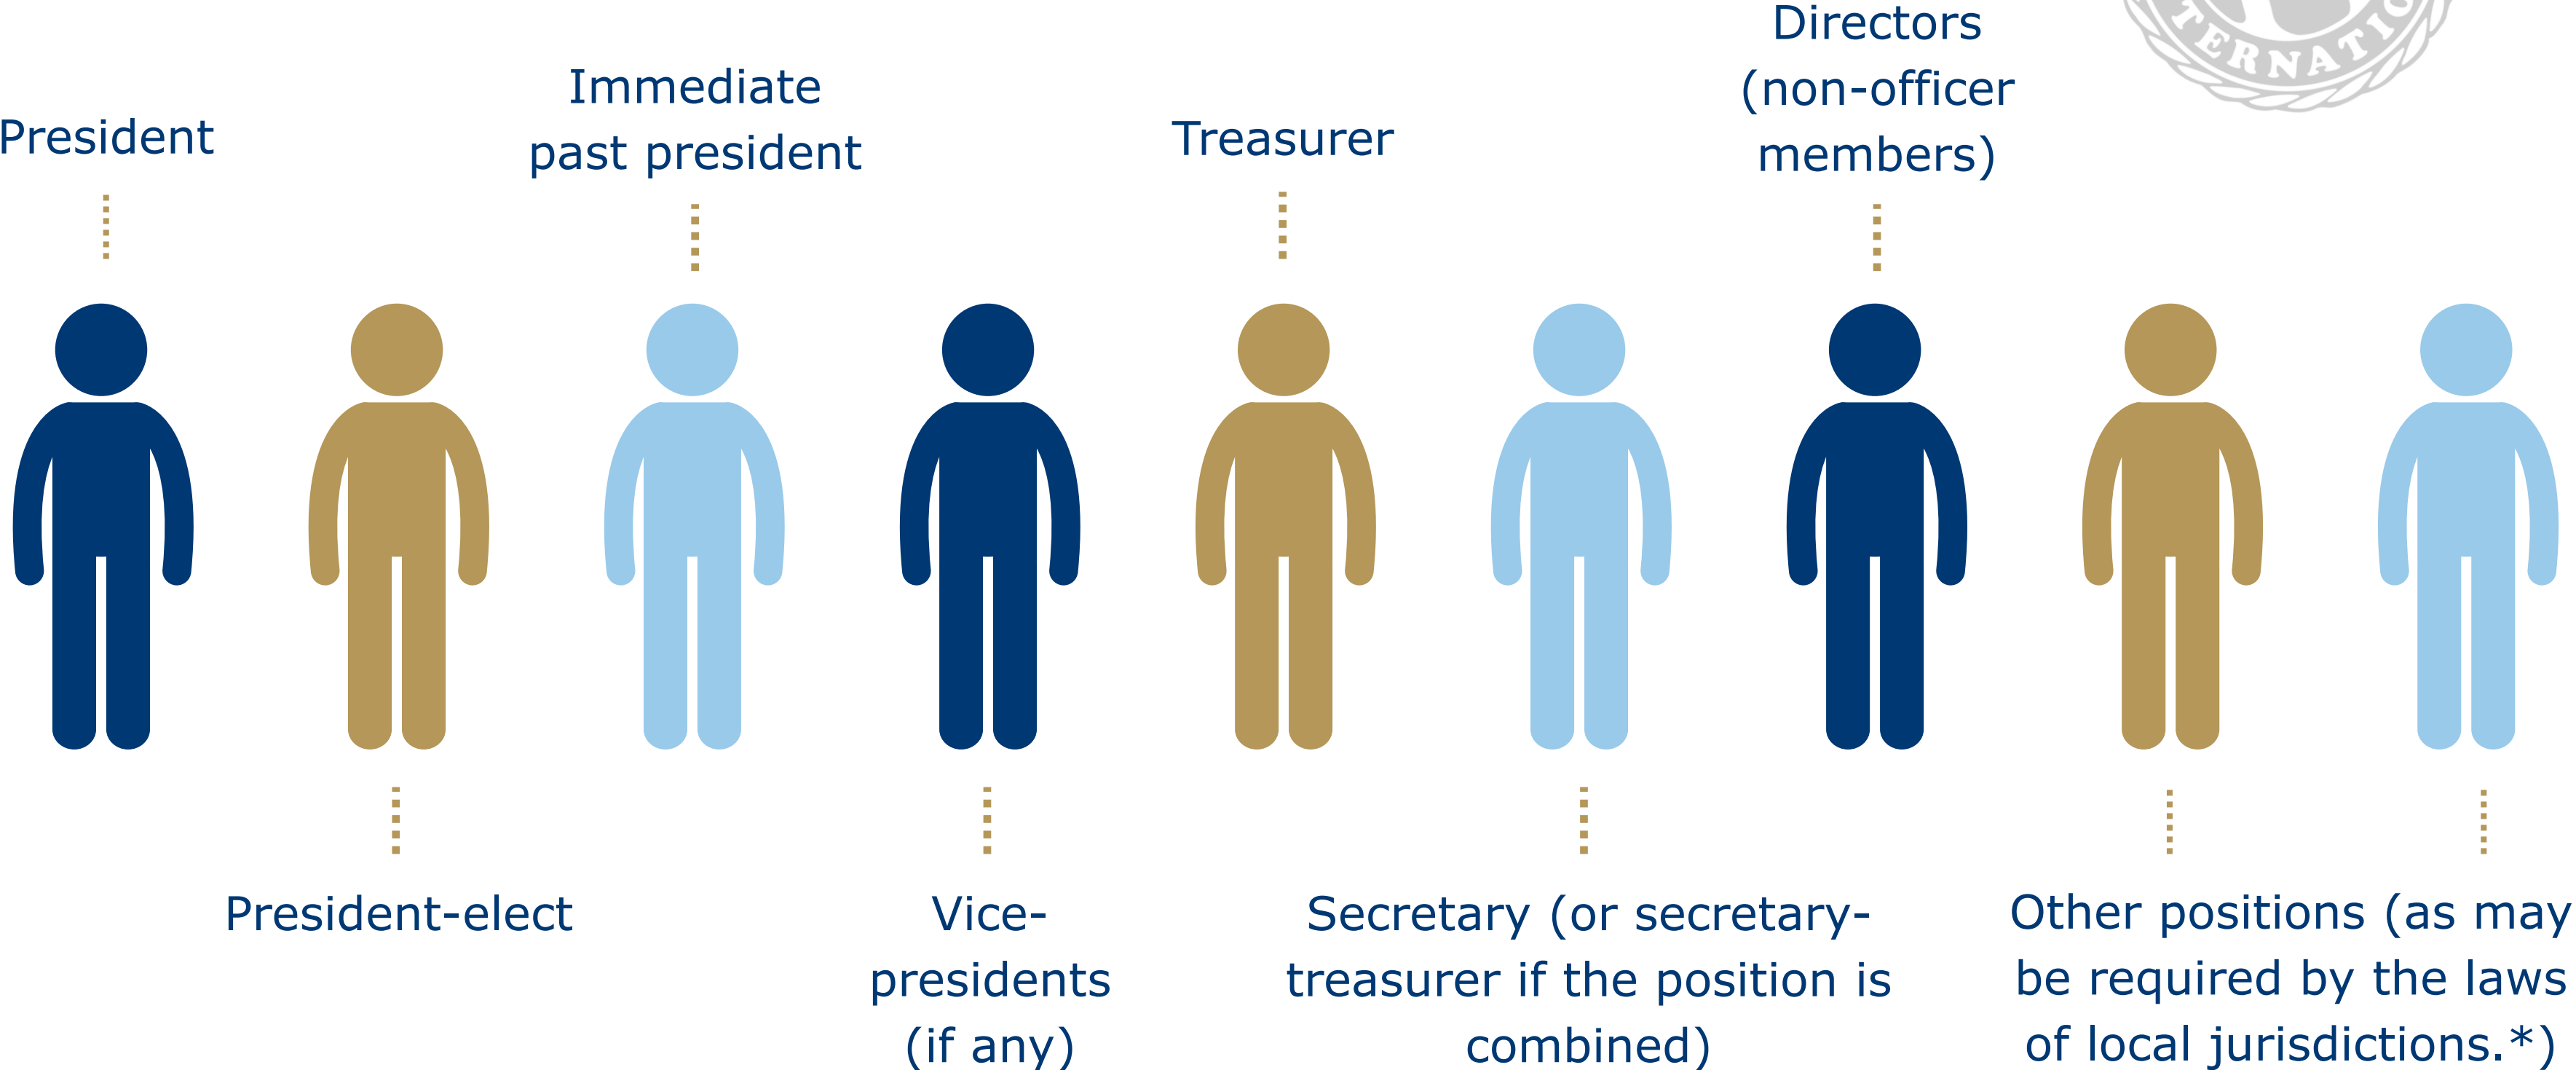 President
Immediate
past president
Treasurer
Directors
(non-officer
members)
TERNATIO
President-elect
Vice-
presidents
(if any)
Secretary (or secretary-
treasurer if the position is
combined)
Other positions (as may
be required by the laws
of local jurisdictions.*)